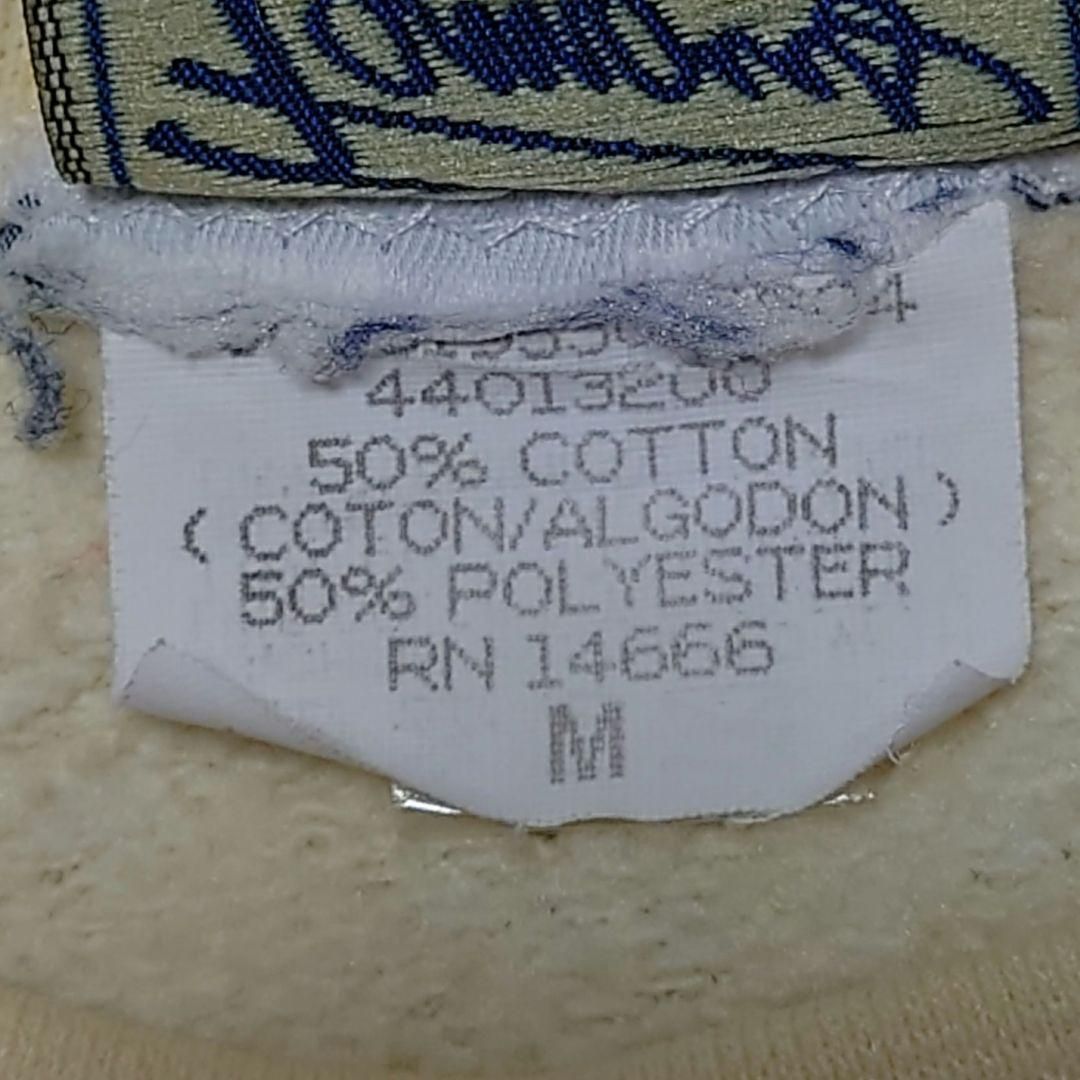 44013200
50% COTTON
( COTON/ALGODON )
50% POLYESTER
RN 14666
M